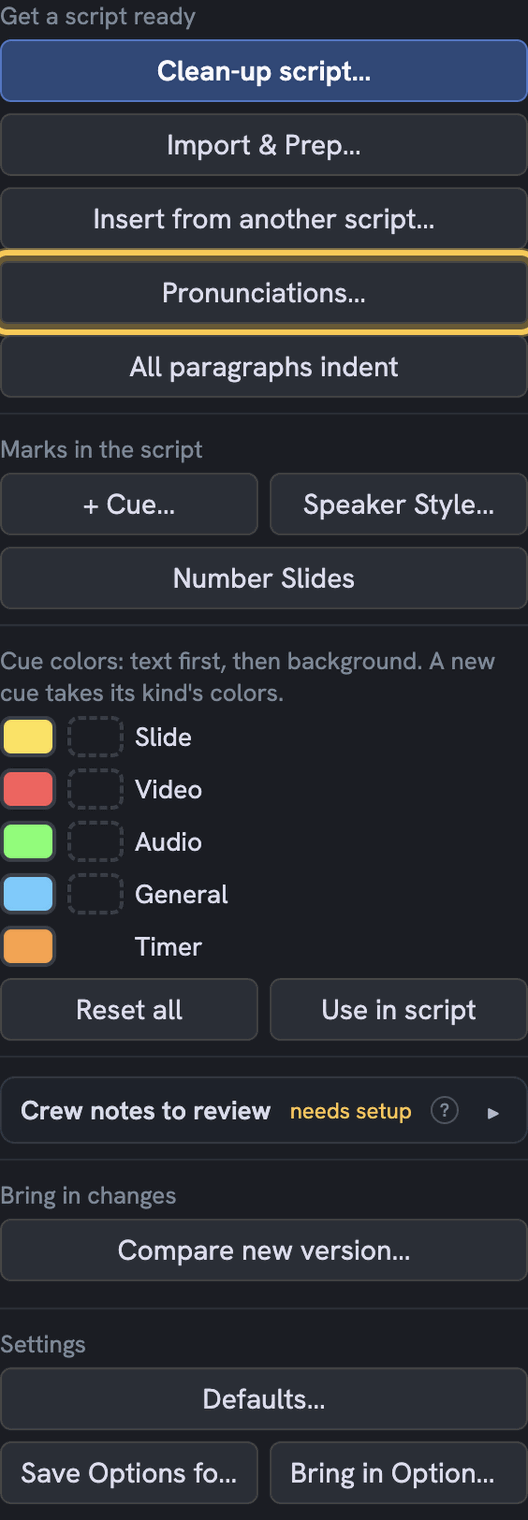 Get a script ready
Clean-up script...
Import & Prep...
Insert from another script...
Pronunciations...
All paragraphs indent
Marks in the script
+ Cue...
Speaker Style...
Number Slides
Cue colors: text first, then background. A new
cue takes its kind's colors.
Slide
Video
Audio
General
Timer
Reset all
Use in script
Crew notes to review needs setup ? ▸
Bring in changes
Compare new version...
Settings
Defaults...
Save Options fo...
Bring in Option...